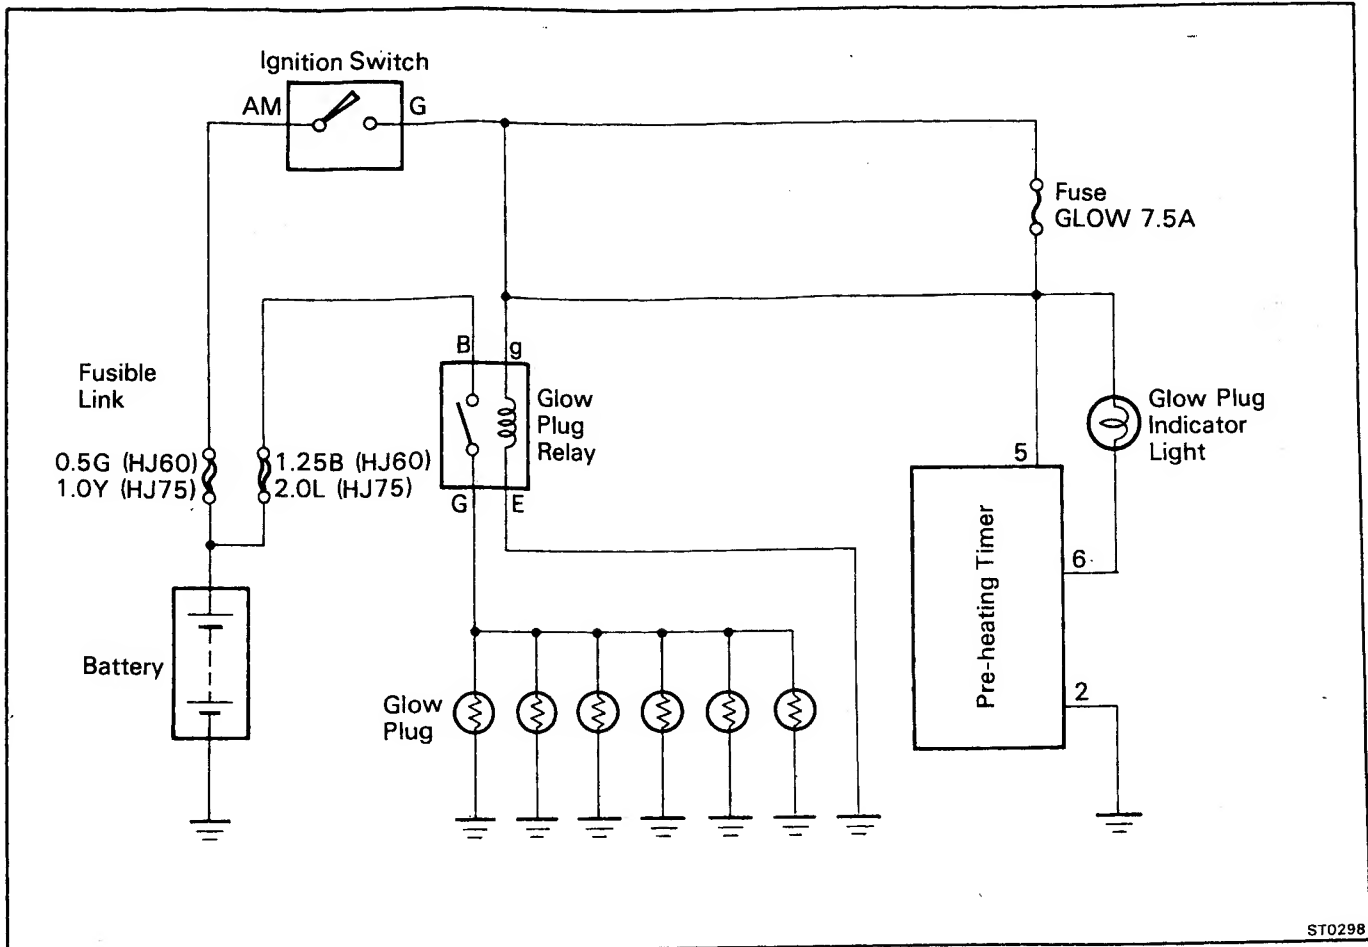 Ignition Switch
AM
G
Fuse
GLOW 7.5A
B
g
Fusible
Link
Glow
Plug
Relay
Glow Plug
Indicator
Light
0.5G (HJ60)
1.0Y (HJ75)
1.25B (HJ60)
2.0L (HJ75)
5
G
E
Pre-heating Timer
6
Battery
2
Glow
Plug
ST0298